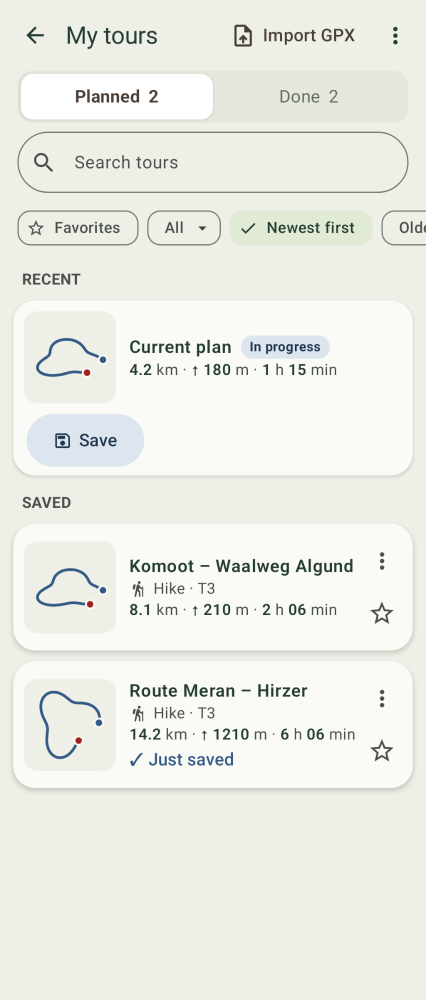 My tours
Import GPX
Planned 2
Done 2
Search tours
Favorites
All
Newest first
RECENT
Current plan
In progress
4.2 km · ↑ 180 m · 1 h 15 min
Save
SAVED
Komoot – Waalweg Algund
Hike · T3
8.1 km · ↑ 210 m · 2 h 06 min
Route Meran – Hirzer
Hike · T3
14.2 km · ↑ 1210 m · 6 h 06 min
✓ Just saved